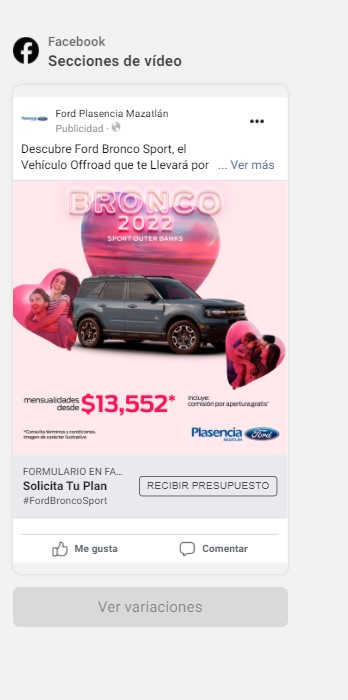 Facebook
Secciones de vídeo
Ford Plasencia Mazatlán
Publicidad ·
Descubre Ford Bronco Sport, el
Vehículo Offroad que te Llevará por ... Ver más
BRONCO
2022
SPORT OUTER BANKS
mensualidades
desde $13,552*
incluye:
comisión por apertura gratis*
*Consulta términos y condiciones.
Imagen de carácter ilustrativo
Plasencia
MAZATLÁN
Ford
FORMULARIO EN FA...
Solicita Tu Plan
#FordBroncoSport
RECIBIR PRESUPUESTO
Me gusta
Comentar
Ver variaciones